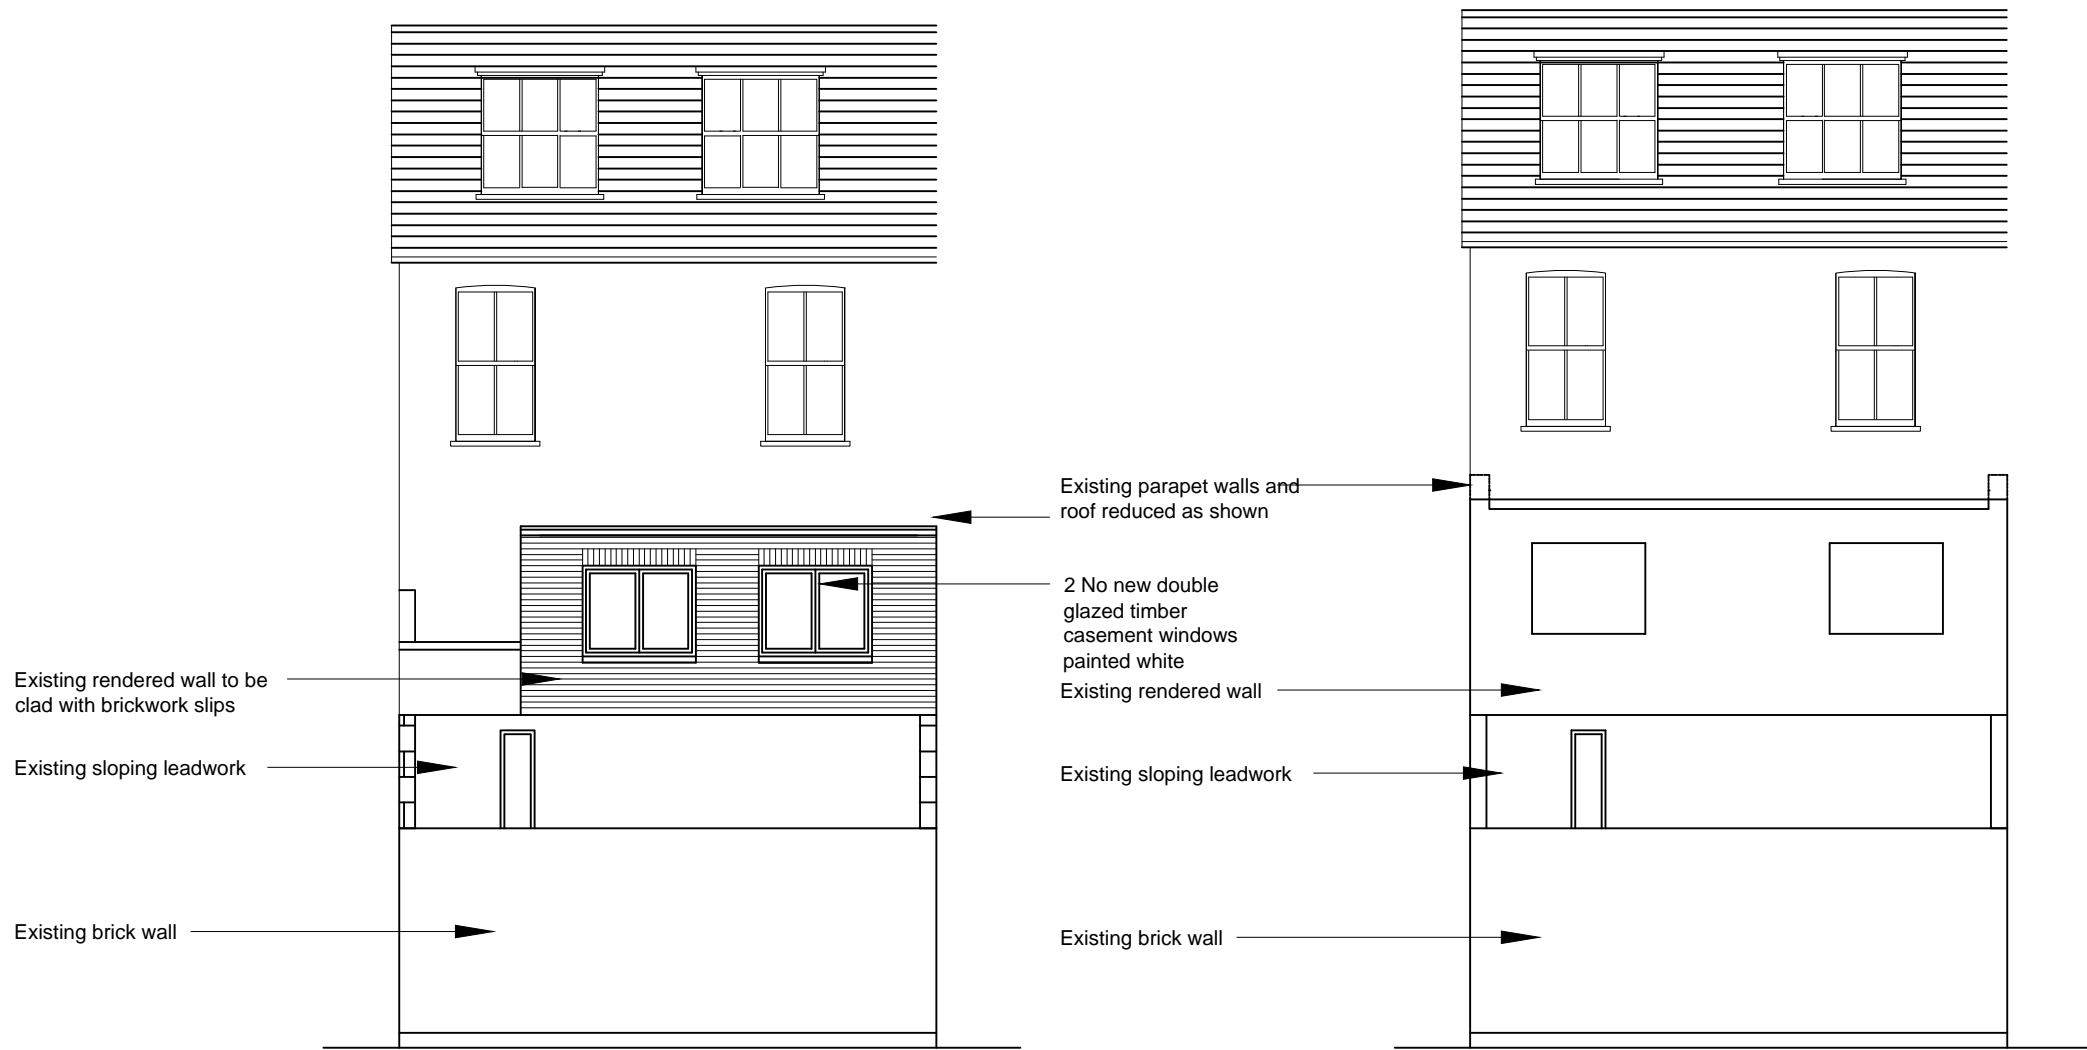 Existing rendered wall to be
clad with brickwork slips
Existing sloping leadwork
Existing brick wall
Existing parapet walls and
roof reduced as shown
2 No new double
glazed timber
casement windows
painted white
Existing rendered wall
Existing sloping leadwork
Existing brick wall